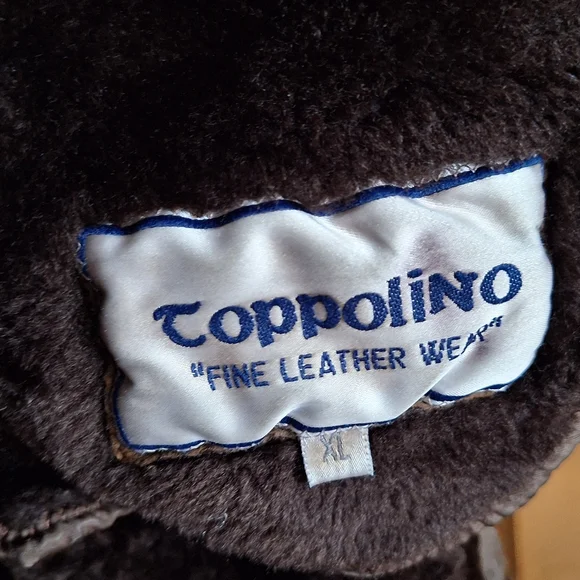 Toppolino
"FINE LEATHER WEAR"
XL